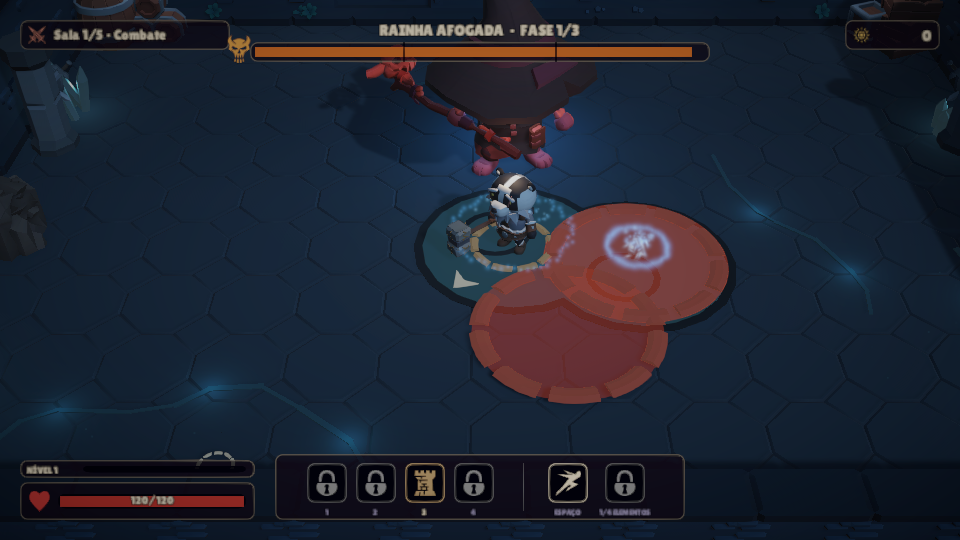 Sala 1/5 - Combate
RAINHA AFOGADA - FASE 1/3
0
NÍVEL 1
120/120
1
2
3
4
ESPAÇO
1/4 ELEMENTOS